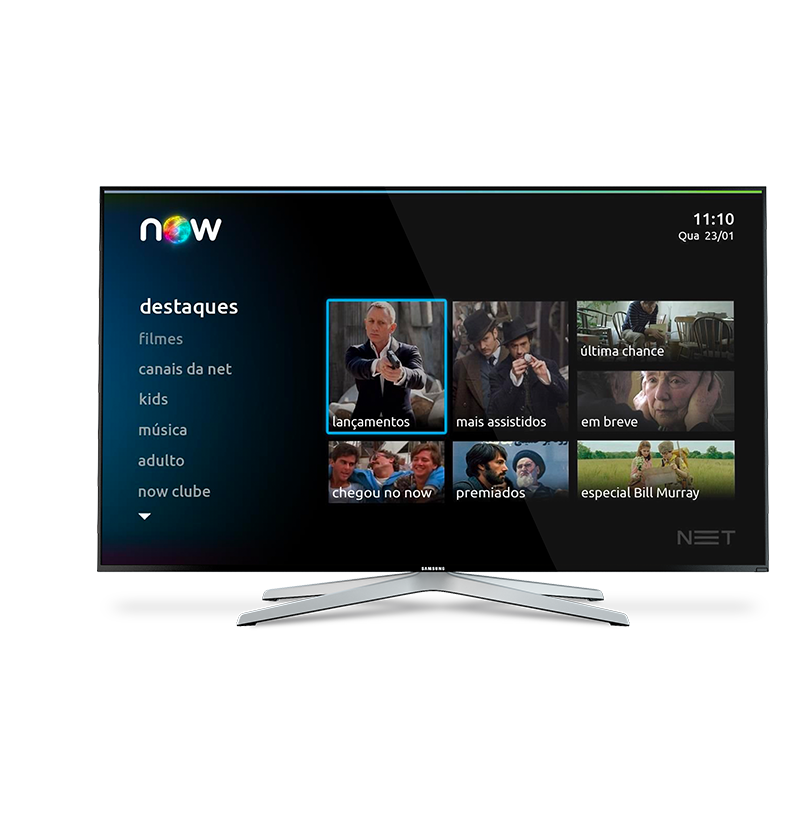 now
11:10
Qua 23/01
destaques
filmes
canais da net
kids
música
adulto
now clube
lançamentos
mais assistidos
última chance
em breve
chegou no now
premiados
especial Bill Murray
NET
SAMSUNG